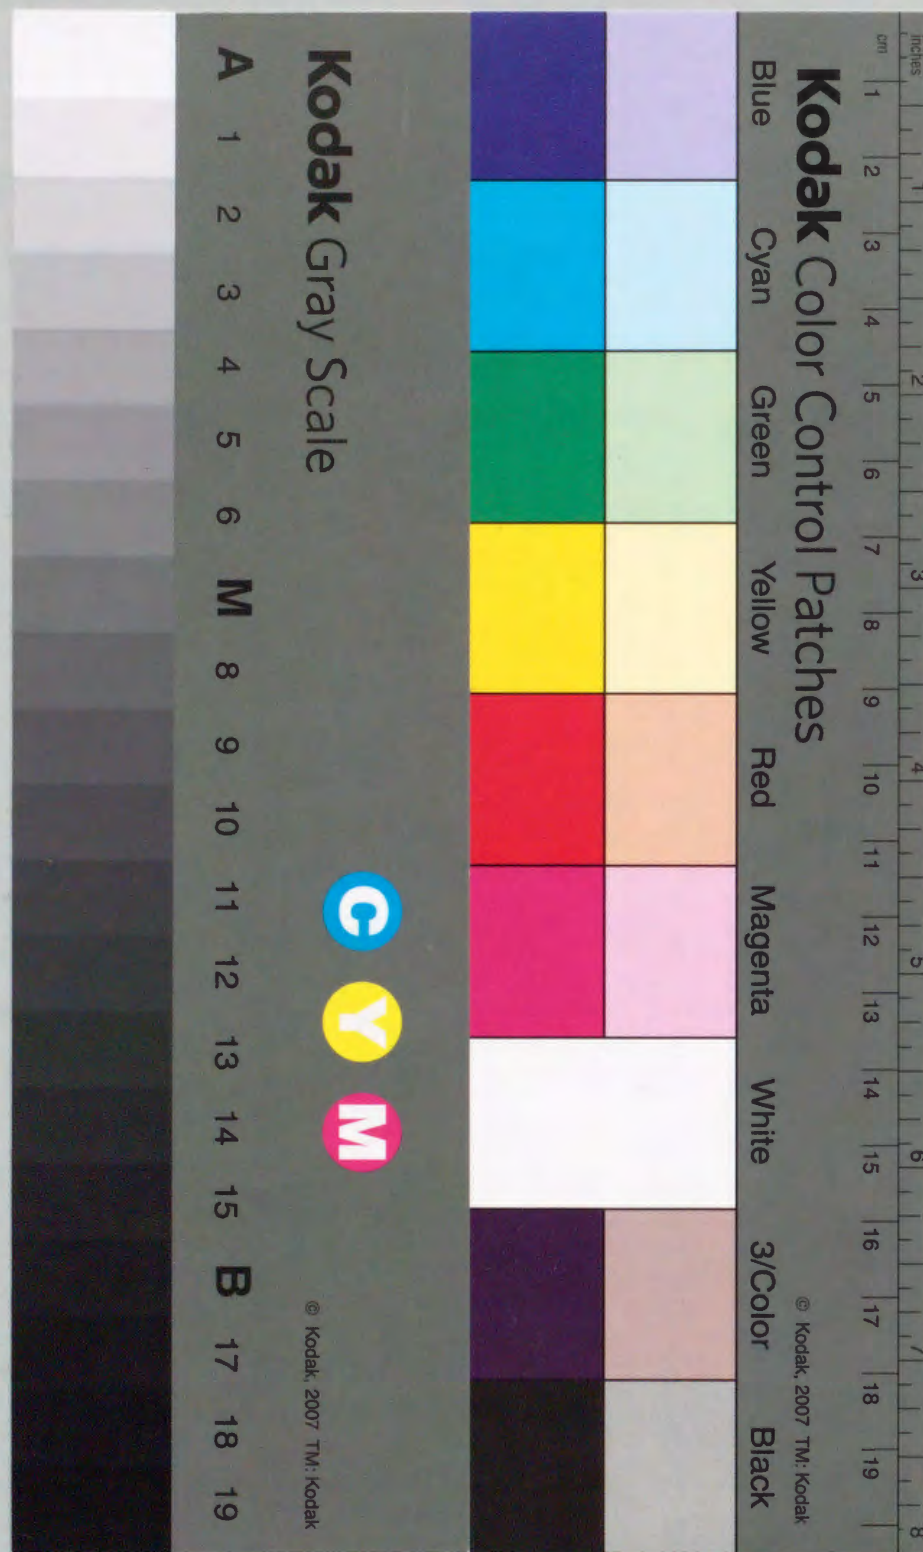 inches 1 2 3 4 5 6 7 8
cm 1 2 3 4 5 6 7 8 9 10 11 12 13 14 15 16 17 18 19
Kodak Color Control Patches © Kodak, 2007 TM: Kodak
Blue Cyan Green Yellow Red Magenta White 3/Color Black
Kodak Gray Scale C Y M © Kodak, 2007 TM: Kodak
A 1 2 3 4 5 6 M 8 9 10 11 12 13 14 15 B 17 18 19